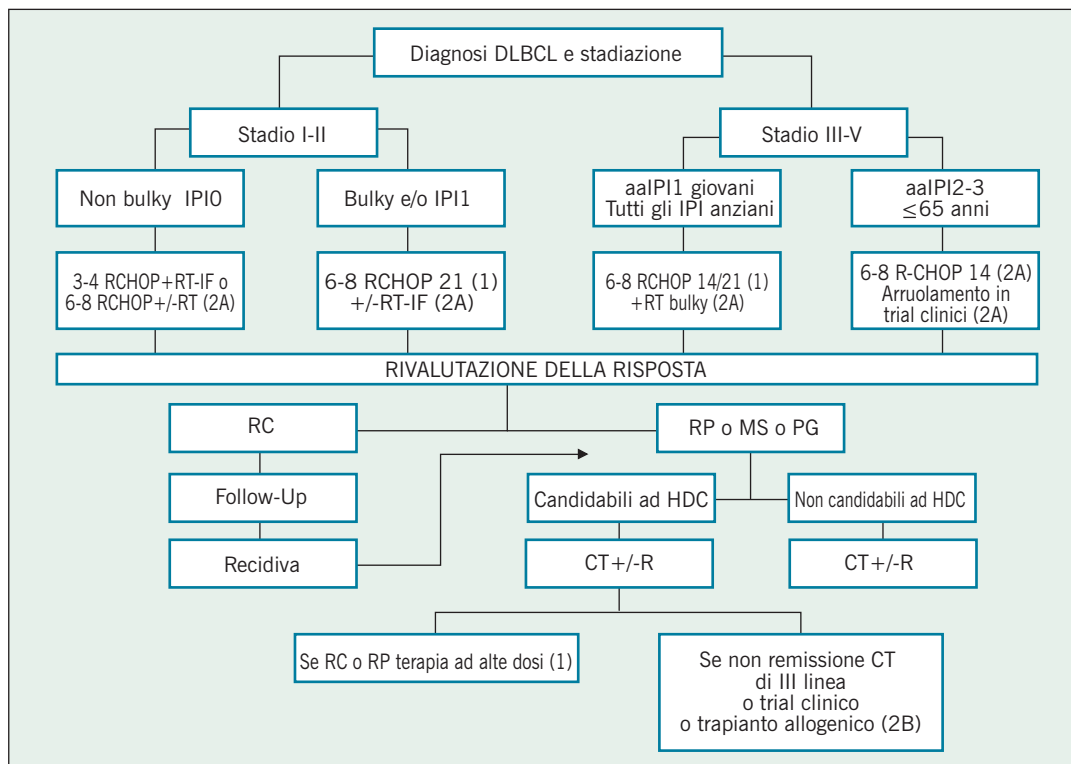 Diagnosi DLBCL e stadiazione
Stadio I-II
Stadio III-V
Non bulky IPI0
Bulky e/o IPI1
aaIPI1 giovani
Tutti gli IPI anziani
aaIPI2-3
≤65 anni
3-4 RCHOP+RT-IF o
6-8 RCHOP+/-RT (2A)
6-8 RCHOP 21 (1)
+/-RT-IF (2A)
6-8 RCHOP 14/21 (1)
+RT bulky (2A)
6-8 R-CHOP 14 (2A)
Arruolamento in
trial clinici (2A)
RIVALUTAZIONE DELLA RISPOSTA
RC
RP o MS o PG
Follow-Up
Candidabili ad HDC
Non candidabili ad HDC
Recidiva
CT+/-R
CT+/-R
Se RC o RP terapia ad alte dosi (1)
Se non remissione CT
di III linea
o trial clinico
o trapianto allogenico (2B)